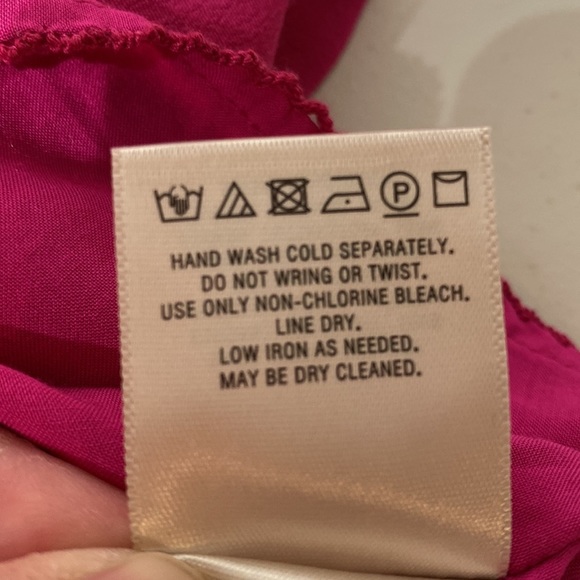 P
HAND WASH COLD SEPARATELY.
DO NOT WRING OR TWIST.
USE ONLY NON-CHLORINE BLEACH.
LINE DRY.
LOW IRON AS NEEDED.
MAY BE DRY CLEANED.